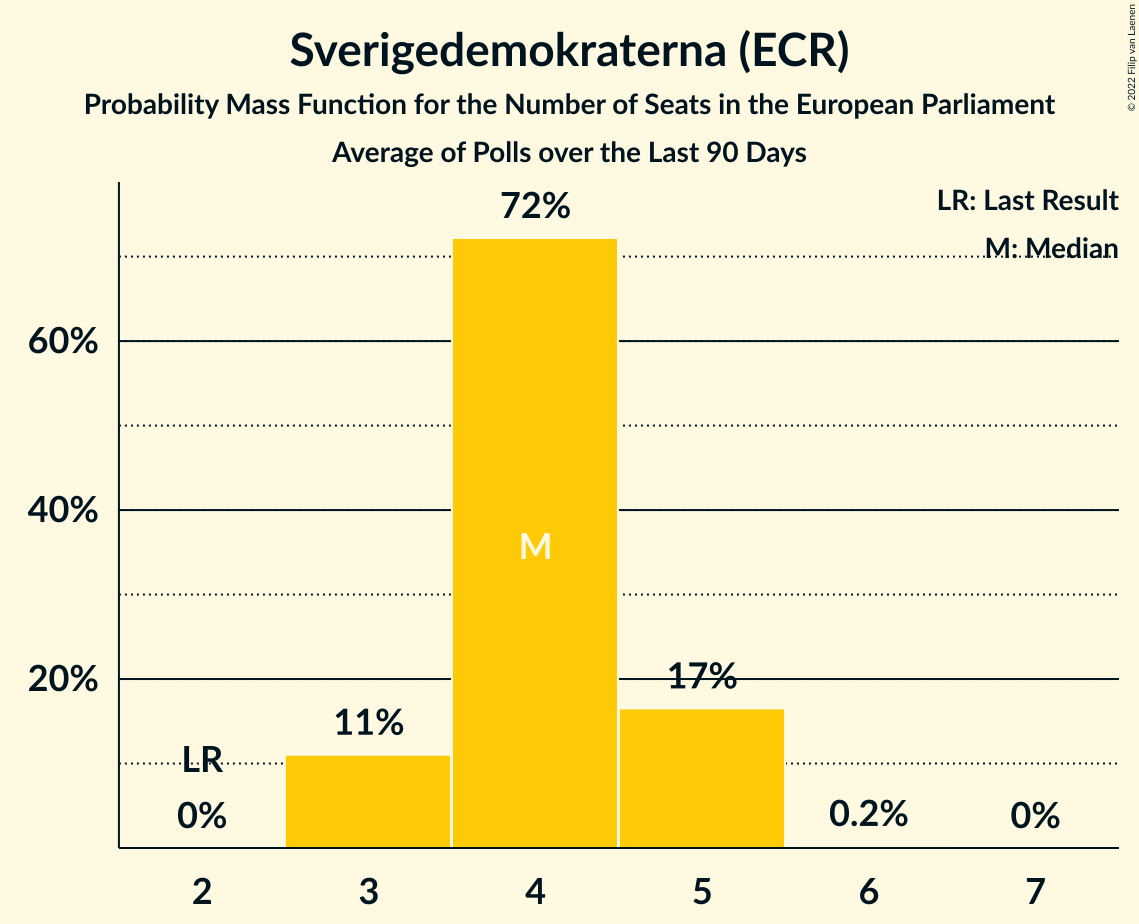 Sverigedemokraterna (ECR)
Probability Mass Function for the Number of Seats in the European Parliament
Average of Polls over the Last 90 Days
© 2022 Filip van Laenen
LR: Last Result
M: Median
72%
60%
40%
M
20%
17%
11%
LR
0%
0.2%
0%
2 3 4 5 6 7